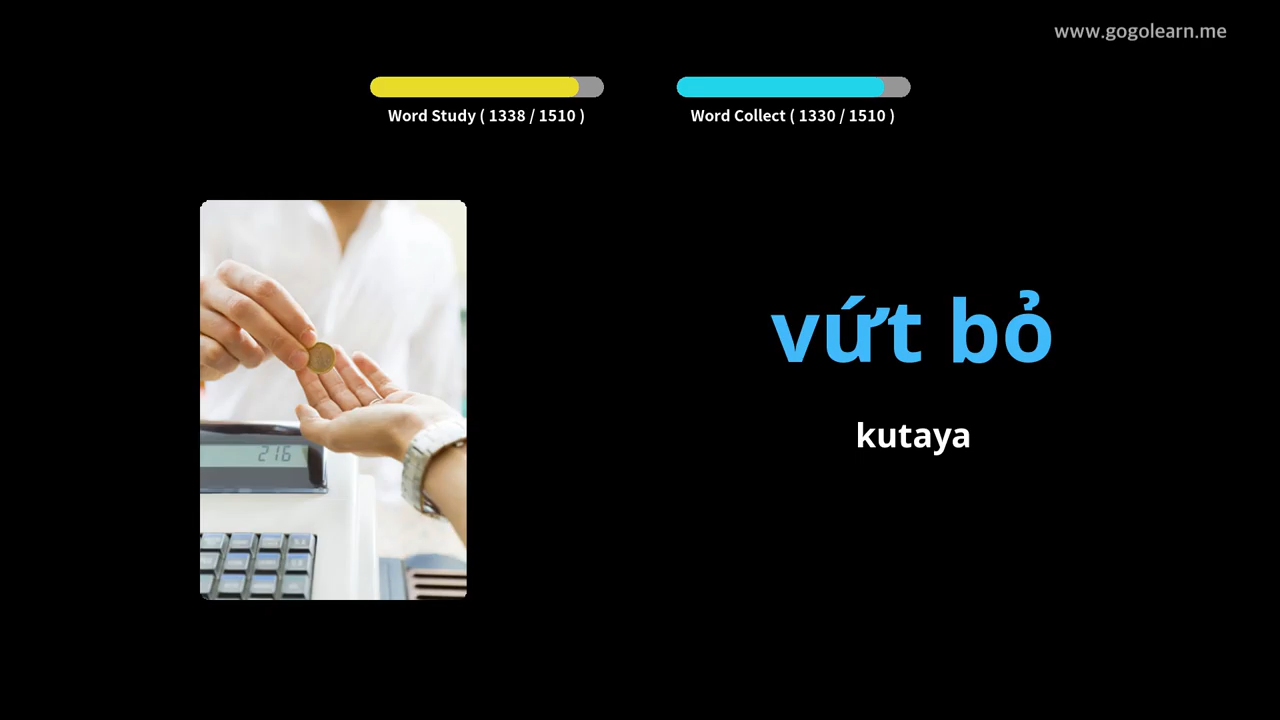 www.gogolearn.me
Word Study ( 1338 / 1510 )
Word Collect ( 1330 / 1510 )
vứt bỏ
kutaya
216